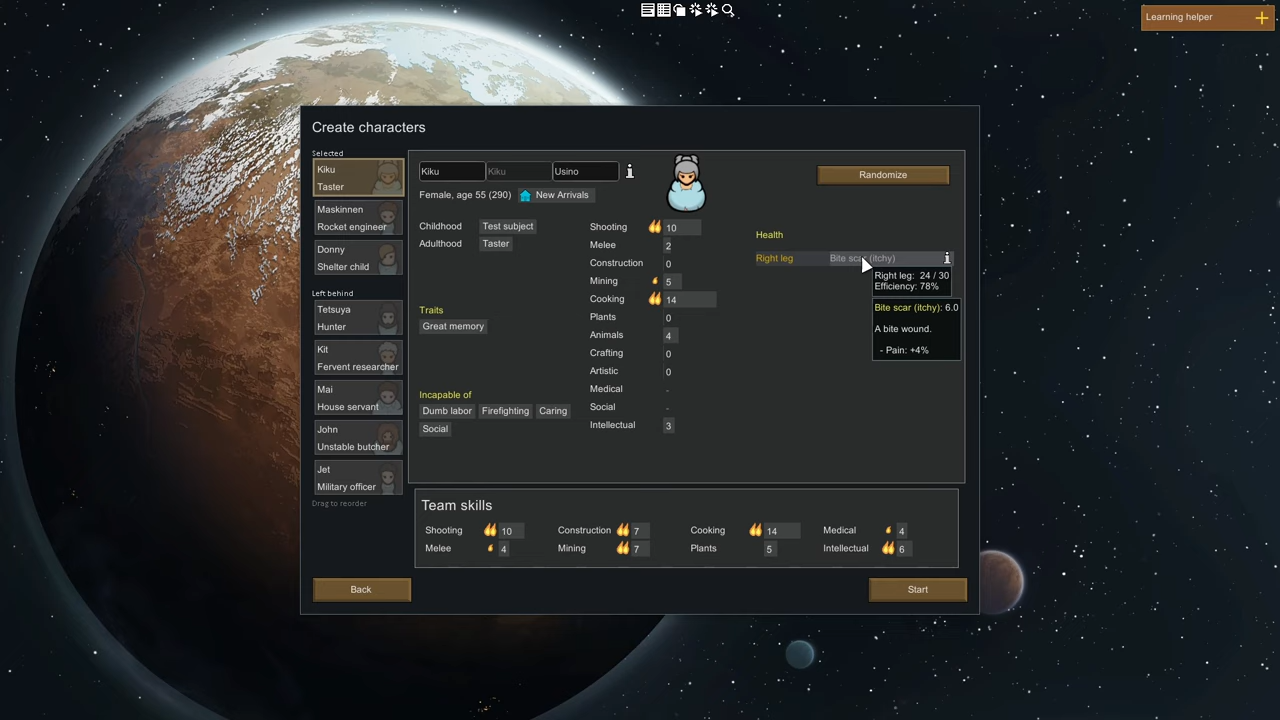 Learning helper
Create characters
Selected
Kiku
Taster
Maskinnen
Rocket engineer
Donny
Shelter child
Left behind
Tetsuya
Hunter
Kit
Fervent researcher
Mai
House servant
John
Unstable butcher
Jet
Military officer
Drag to reorder
Kiku Kiku Usino
Randomize
Female, age 55 (290) New Arrivals
Childhood Test subject
Adulthood Taster
Traits
Great memory
Incapable of
Dumb labor Firefighting Caring
Social
Shooting 10
Melee 2
Construction 0
Mining 5
Cooking 14
Plants 0
Animals 4
Crafting 0
Artistic 0
Medical -
Social -
Intellectual 3
Health
Right leg Bite scar (itchy)
Right leg: 24 / 30
Efficiency: 78%
Bite scar (itchy): 6.0
A bite wound.
- Pain: +4%
Team skills
Shooting 10 Construction 7 Cooking 14 Medical 4
Melee 4 Mining 7 Plants 5 Intellectual 6
Back
Start